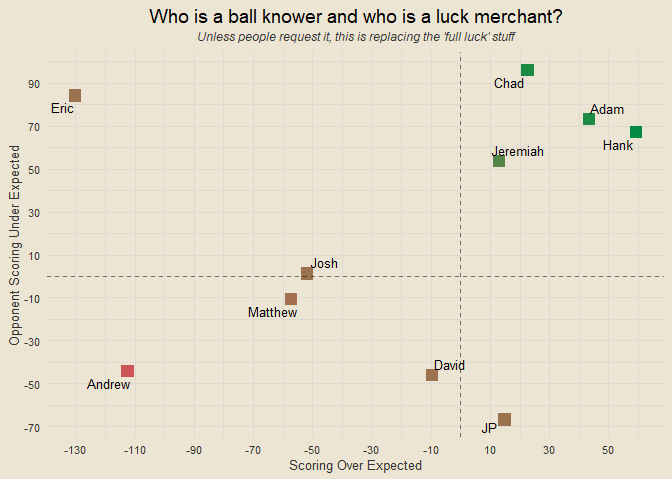 Who is a ball knower and who is a luck merchant?
Unless people request it, this is replacing the 'full luck' stuff
Opponent Scoring Under Expected
90
70
50
30
10
-10
-30
-50
-70
Chad
Eric
Adam
Hank
Jeremiah
Josh
Matthew
David
Andrew
JP
-130
-110
-90
-70
-50
-30
-10
10
30
50
Scoring Over Expected